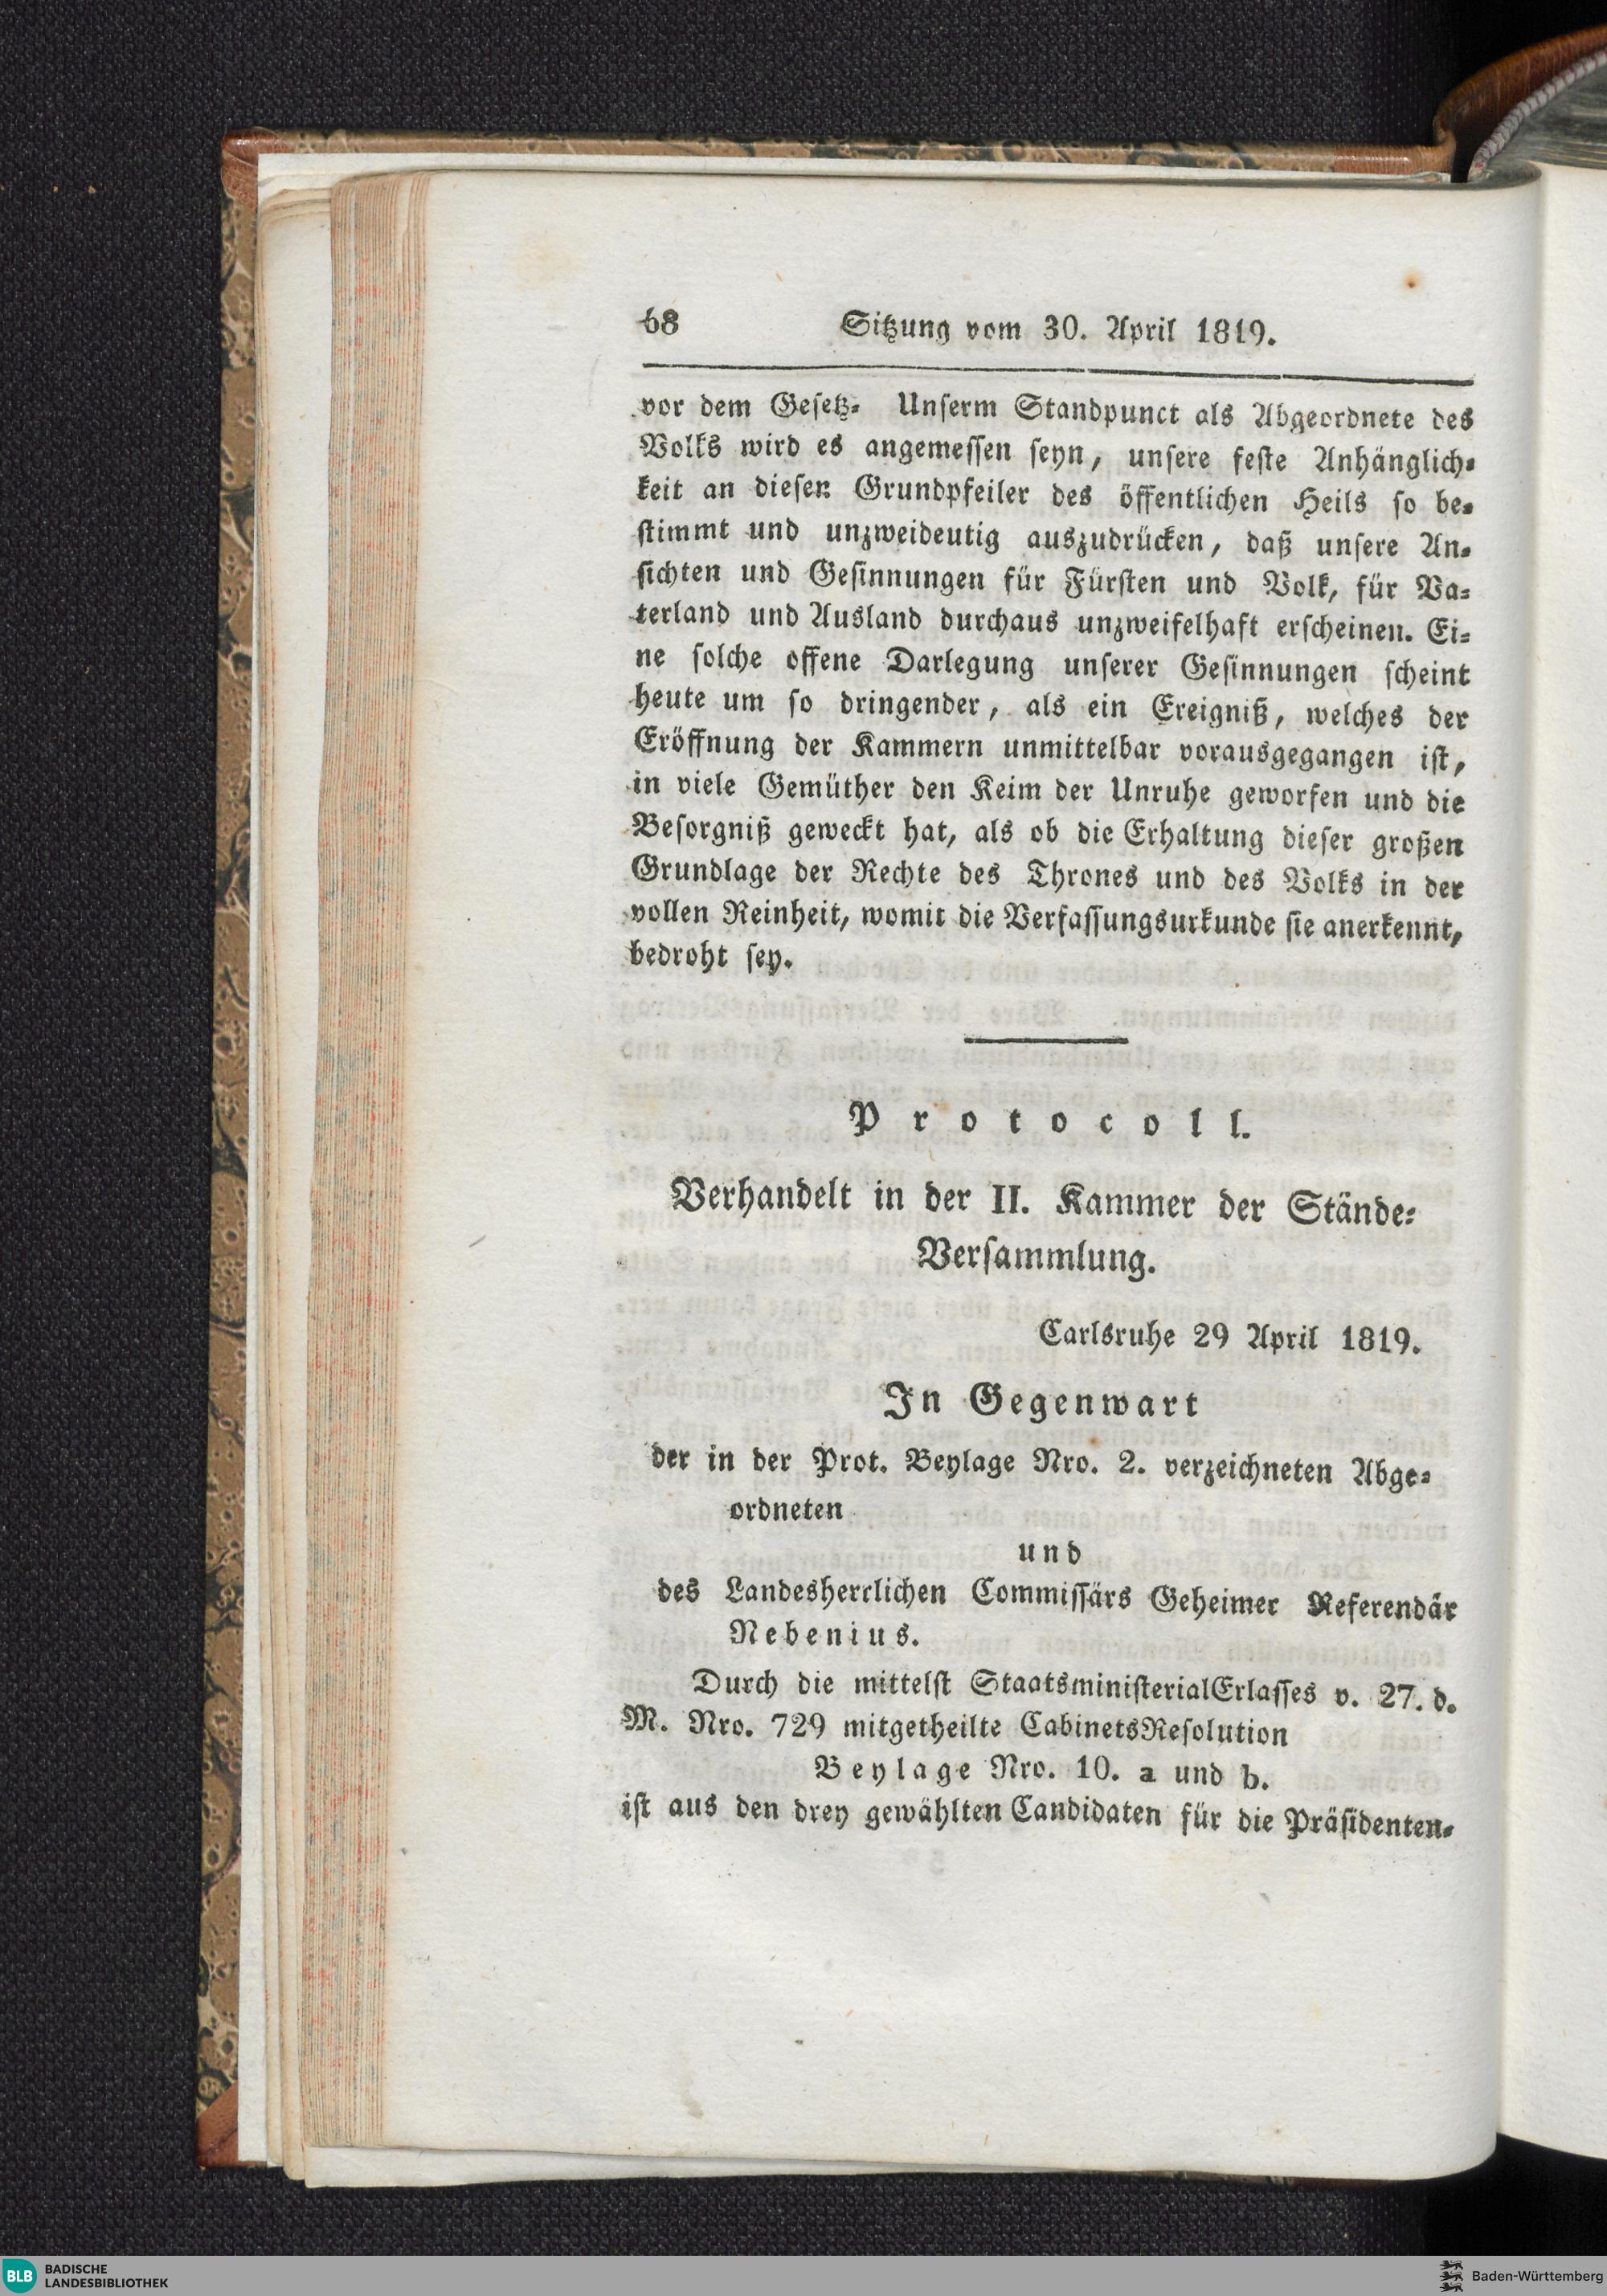 68 Sitzung vom 30. April 1819.
vor dem Gesetz. Unserm Standpunct als Abgeordnete des
Volks wird es angemessen seyn, unsere feste Anhänglich-
keit an diesen Grundpfeiler des öffentlichen Heils so be-
stimmt und unzweideutig auszudrücken, daß unsere An-
sichten und Gesinnungen für Fürsten und Volk, für Va-
terland und Ausland durchaus unzweifelhaft erscheinen. Ei-
ne solche offene Darlegung unserer Gesinnungen scheint
heute um so dringender, als ein Ereigniß, welches der
Eröffnung der Kammern unmittelbar vorausgegangen ist,
in viele Gemüther den Keim der Unruhe geworfen und die
Besorgniß geweckt hat, als ob die Erhaltung dieser großen
Grundlage der Rechte des Thrones und des Volks in der
vollen Reinheit, womit die Verfassungsurkunde sie anerkennt,
bedroht sey.
Protocoll.
Verhandelt in der II. Kammer der Stände-
Versammlung.
Carlsruhe 29 April 1819.
In Gegenwart
der in der Prot. Beylage Nro. 2. verzeichneten Abge-
ordneten
und
des Landesherrlichen Commissärs Geheimer Referendär
Nebenius.
Durch die mittelst StaatsministerialErlasses v. 27. d.
M. Nro. 729 mitgetheilte CabinetsResolution
Beylage Nro. 10. a und b.
ist aus den drey gewählten Candidaten für die Präsidenten-
BLB BADISCHE
LANDESBIBLIOTHEK
Baden-Württemberg